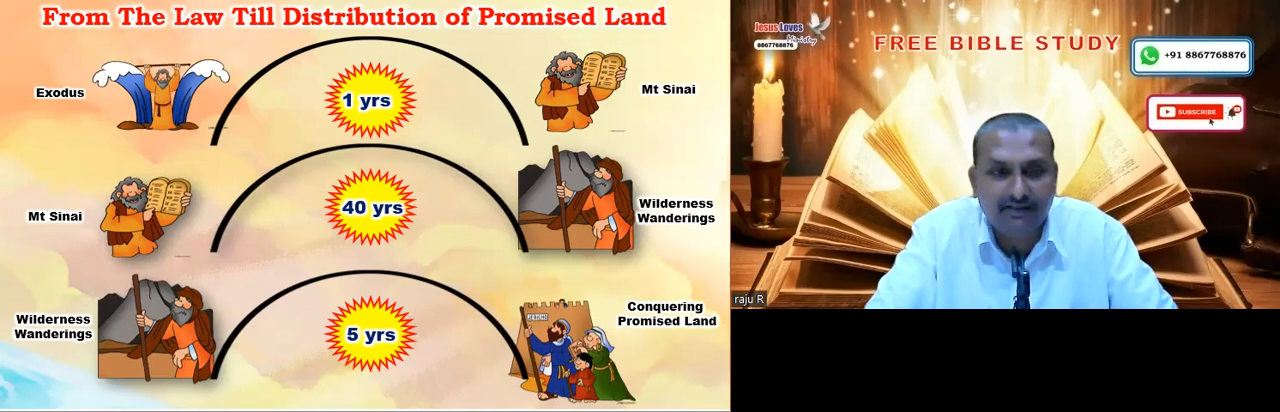 From The Law Till Distribution of Promised Land
Exodus
1 yrs
Mt Sinai
Mt Sinai
40 yrs
Wilderness
Wanderings
Wilderness
Wanderings
5 yrs
JERICHO
Conquering
Promised Land
Jesus Loves
Ministry
8867768876
FREE BIBLE STUDY
+91 8867768876
SUBSCRIBE
raju R